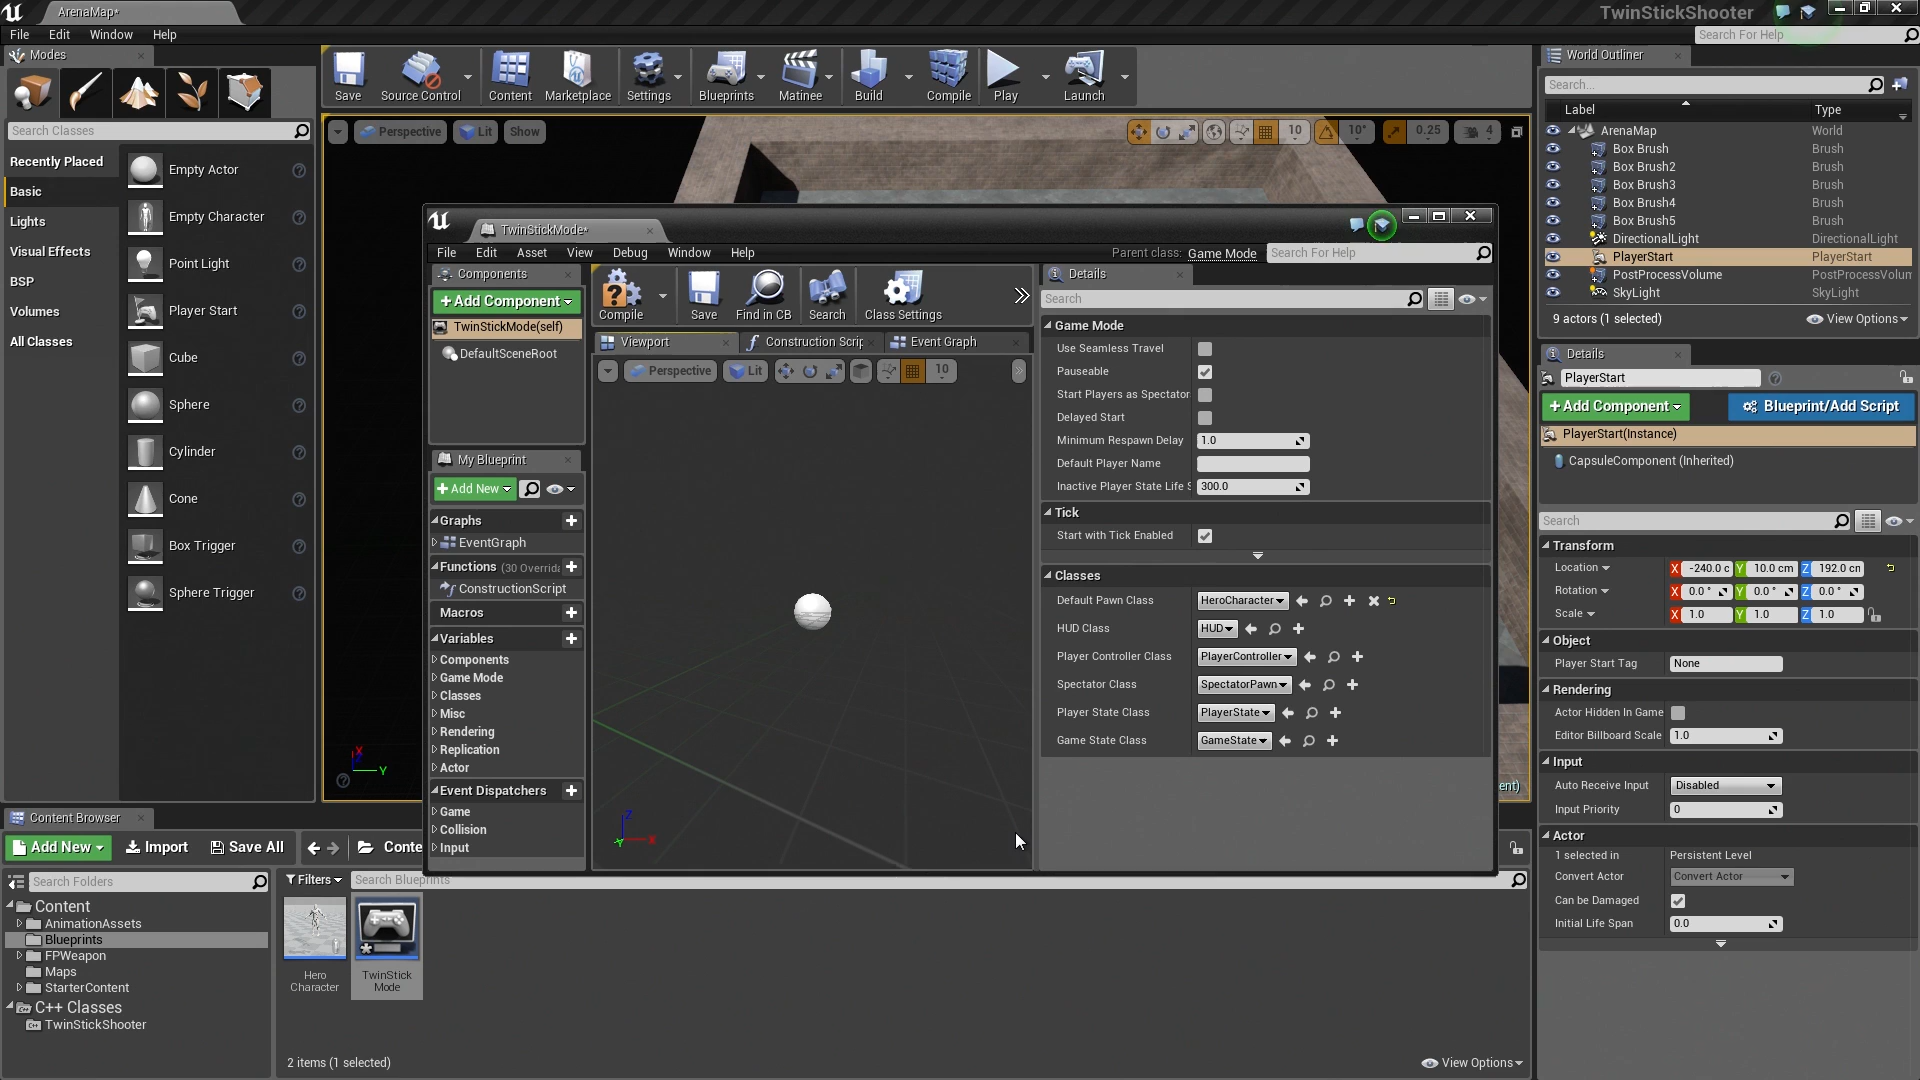 ArenaMap*
TwinStickShooter
File Edit Window Help
Search For Help
Modes
Search Classes
Recently Placed
Basic
Lights
Visual Effects
BSP
Volumes
All Classes
Empty Actor
Empty Character
Point Light
Player Start
Cube
Sphere
Cylinder
Cone
Box Trigger
Sphere Trigger
Save Source Control Content Marketplace Settings Blueprints Matinee Build Compile Play Launch
Perspective Lit Show
10 10° 0.25 4
World Outliner
Search...
Label Type
ArenaMap World
Box Brush Brush
Box Brush2 Brush
Box Brush3 Brush
Box Brush4 Brush
Box Brush5 Brush
DirectionalLight DirectionalLight
PlayerStart PlayerStart
PostProcessVolume PostProcessVolum
SkyLight SkyLight
9 actors (1 selected) View Options
TwinStickMode*
File Edit Asset View Debug Window Help
Parent class: Game Mode Search For Help
Components
+Add Component
TwinStickMode(self)
DefaultSceneRoot
My Blueprint
+Add New
Graphs
EventGraph
Functions (30 Overrida
ConstructionScript
Macros
Variables
Components
Game Mode
Classes
Misc
Rendering
Replication
Actor
Event Dispatchers
Game
Collision
Input
Compile Save Find in CB Search Class Settings
Viewport Construction Scrip Event Graph
Perspective Lit 10
Z X Y
Details
Search
Game Mode
Use Seamless Travel
Pauseable
Start Players as Spectator
Delayed Start
Minimum Respawn Delay 1.0
Default Player Name
Inactive Player State Life S 300.0
Tick
Start with Tick Enabled
Classes
Default Pawn Class HeroCharacter
HUD Class HUD
Player Controller Class PlayerController
Spectator Class SpectatorPawn
Player State Class PlayerState
Game State Class GameState
ent)
X Y
Details
PlayerStart
+Add Component Blueprint/Add Script
PlayerStart(Instance)
CapsuleComponent (Inherited)
Search
Transform
Location X -240.0 c Y 10.0 cm Z 192.0 cm
Rotation X 0.0 ° Y 0.0 ° Z 0.0 °
Scale X 1.0 Y 1.0 Z 1.0
Object
Player Start Tag None
Rendering
Actor Hidden In Game
Editor Billboard Scale 1.0
Input
Auto Receive Input Disabled
Input Priority 0
Actor
1 selected in Persistent Level
Convert Actor Convert Actor
Can be Damaged
Initial Life Span 0.0
Content Browser
Add New Import Save All Conte
Search Folders
Filters Search Blueprints
Content
AnimationAssets
Blueprints
FPWeapon
Maps
StarterContent
C++ Classes
TwinStickShooter
Hero
Character
TwinStick
Mode
2 items (1 selected)
View Options